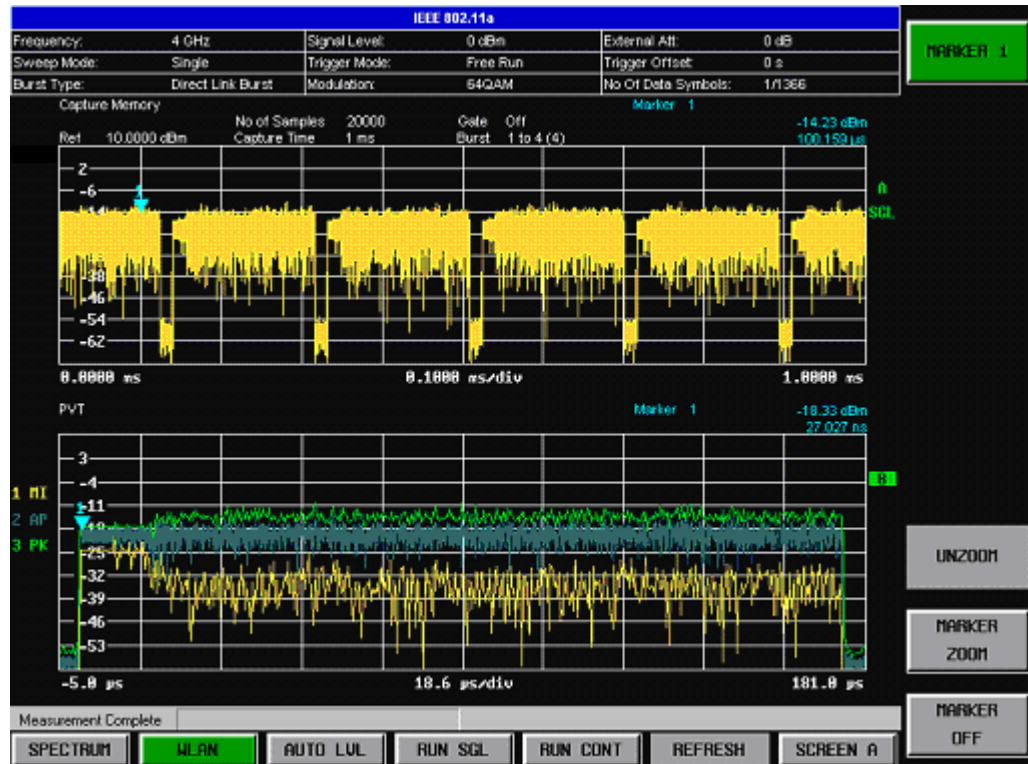 IEEE 802.11a
Frequency: 4 GHz Signal Level: 0 dBm External Att: 0 dB
Sweep Mode: Single Trigger Mode: Free Run Trigger Offset: 0 s
Burst Type: Direct Link Burst Modulation: 64QAM No Of Data Symbols: 1/1366
MARKER 1
Capture Memory
No of Samples 20000 Gate Off Marker 1 -14.23 dBm
Ref 10.0000 dBm Capture Time 1 ms Burst 1 to 4 (4) 100.159 µs
-2
-6
1
-14
-38
-46
-54
-62
A
SGL
0.0000 ms 0.1000 ms/div 1.0000 ms
PVT Marker 1 -18.33 dBm
27.027 ns
3
-4
1
-11
-18
-25
-32
-39
-46
-53
1 MI
2 AP
3 PK
B
-5.0 µs 18.6 µs/div 181.0 µs
UNZOOM
MARKER
ZOOM
MARKER
OFF
Measurement Complete
SPECTRUM WLAN AUTO LVL RUN SGL RUN CONT REFRESH SCREEN A